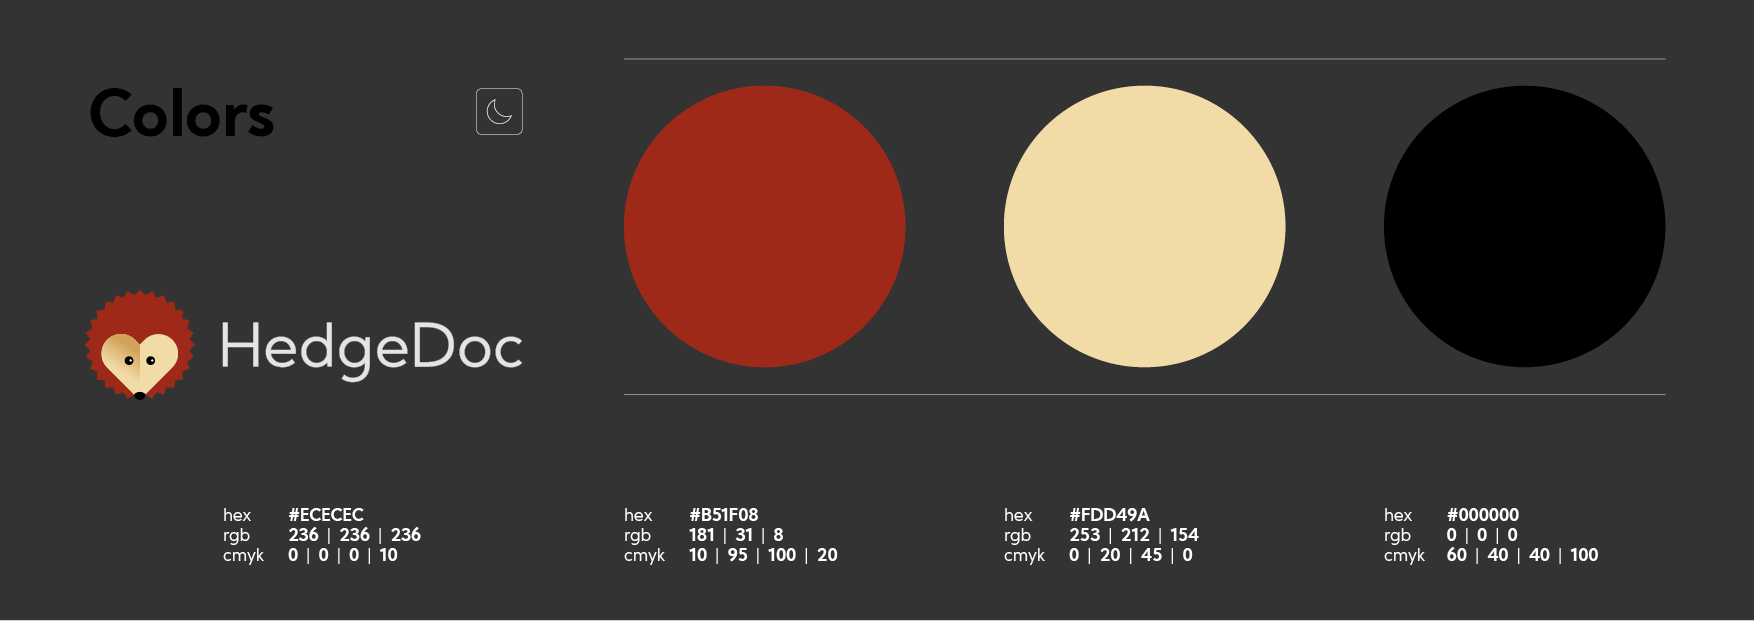 Colors
HedgeDoc
hex #ECECEC
rgb 236 | 236 | 236
cmyk 0 | 0 | 0 | 10
hex #B51F08
rgb 181 | 31 | 8
cmyk 10 | 95 | 100 | 20
hex #FDD49A
rgb 253 | 212 | 154
cmyk 0 | 20 | 45 | 0
hex #000000
rgb 0 | 0 | 0
cmyk 60 | 40 | 40 | 100